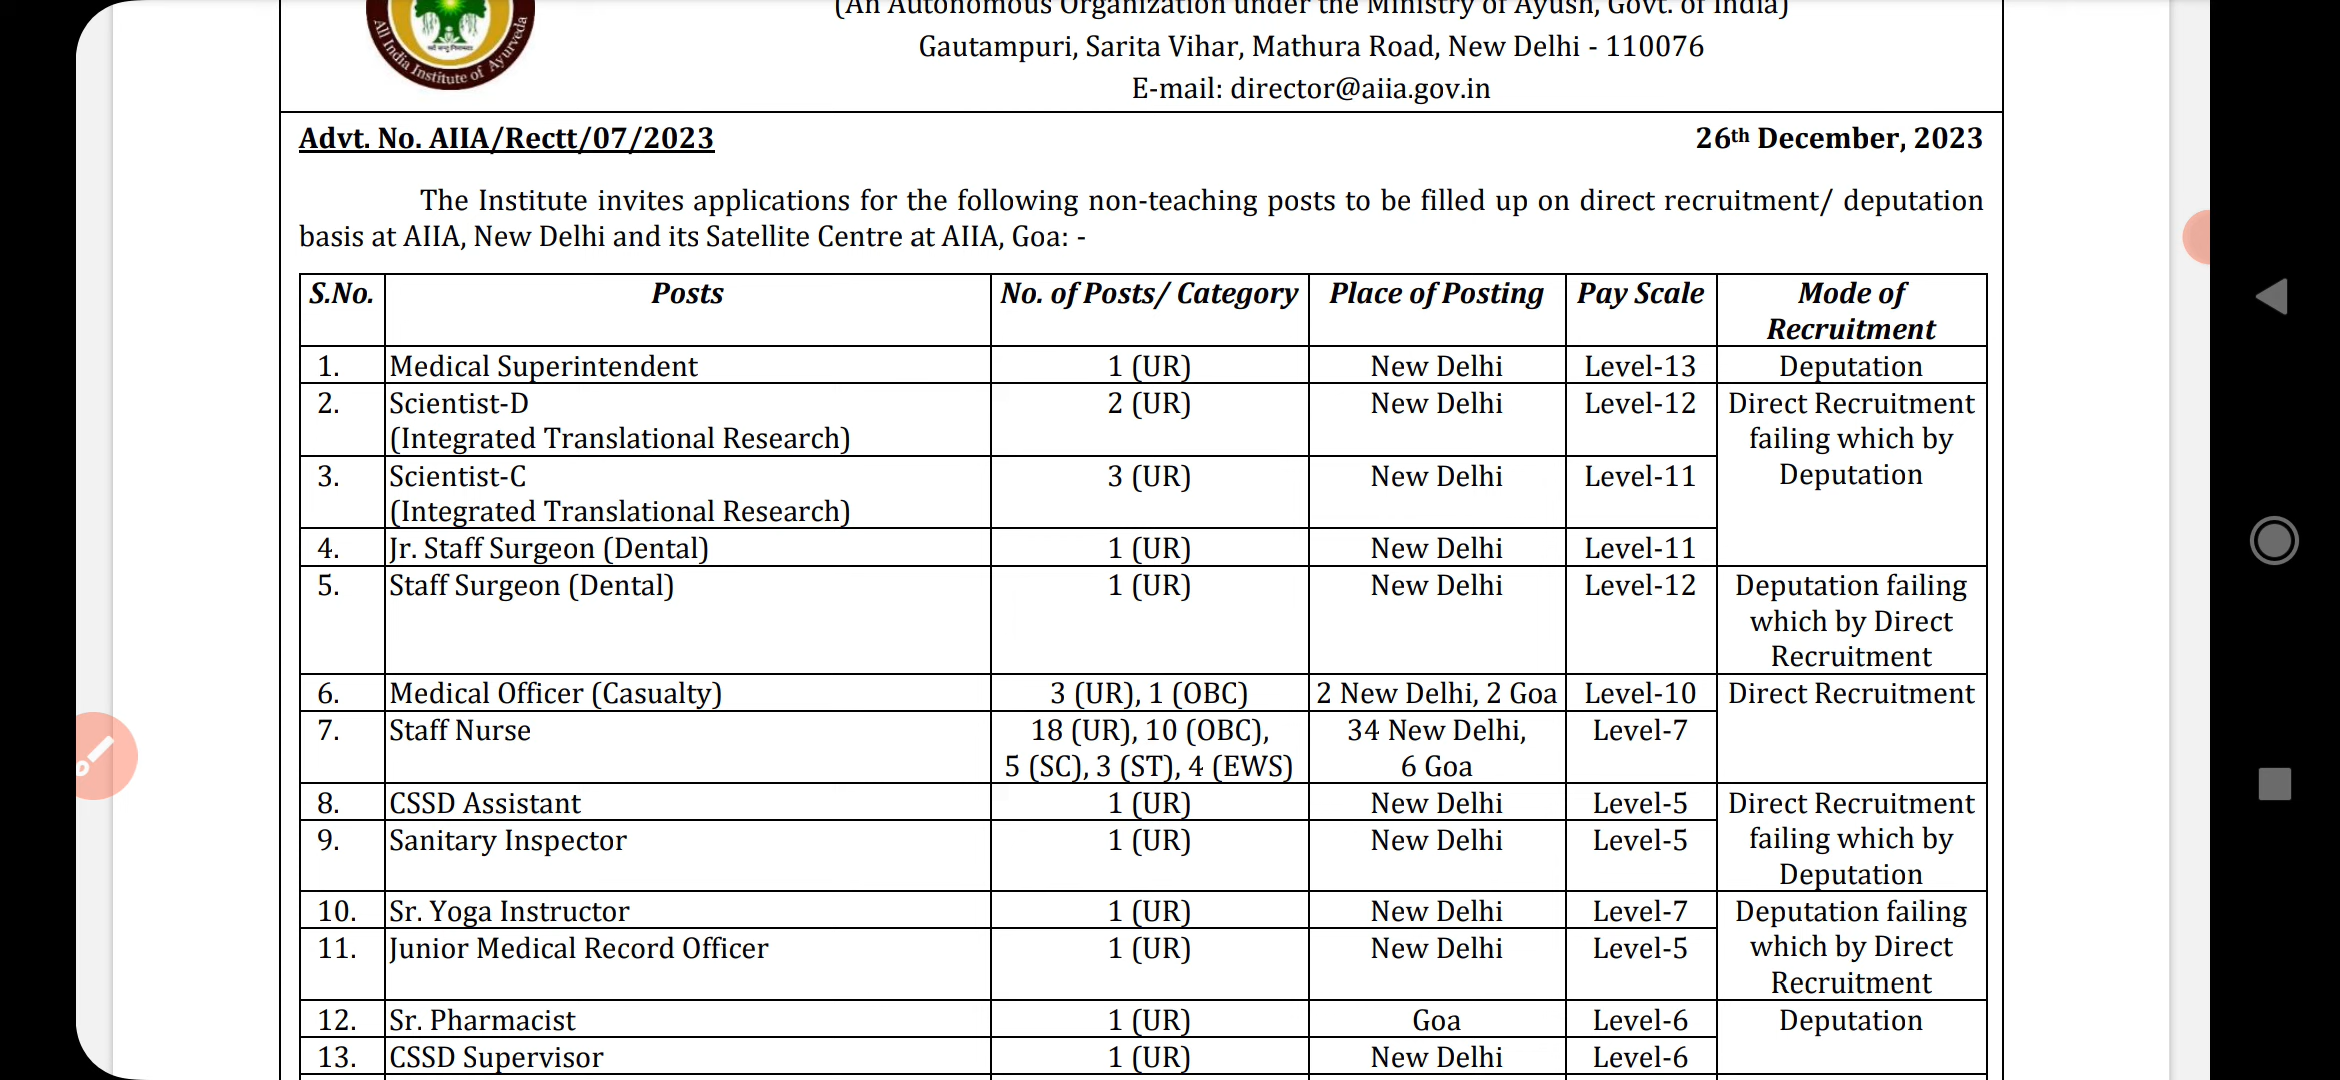 All India Institute of Ayurveda
(An Autonomous Organization under the Ministry of Ayush, Govt. of India)
Gautampuri, Sarita Vihar, Mathura Road, New Delhi - 110076
E-mail: director@aiia.gov.in
Advt. No. AIIA/Rectt/07/2023 26th December, 2023
The Institute invites applications for the following non-teaching posts to be filled up on direct recruitment/ deputation
basis at AIIA, New Delhi and its Satellite Centre at AIIA, Goa: -
S.No. Posts No. of Posts/ Category Place of Posting Pay Scale Mode of
Recruitment
1. Medical Superintendent 1 (UR) New Delhi Level-13 Deputation
2. Scientist-D 2 (UR) New Delhi Level-12 Direct Recruitment
(Integrated Translational Research) failing which by
3. Scientist-C 3 (UR) New Delhi Level-11 Deputation
(Integrated Translational Research)
4. Jr. Staff Surgeon (Dental) 1 (UR) New Delhi Level-11
5. Staff Surgeon (Dental) 1 (UR) New Delhi Level-12 Deputation failing
which by Direct
Recruitment
6. Medical Officer (Casualty) 3 (UR), 1 (OBC) 2 New Delhi, 2 Goa Level-10 Direct Recruitment
7. Staff Nurse 18 (UR), 10 (OBC), 34 New Delhi, Level-7
5 (SC), 3 (ST), 4 (EWS) 6 Goa
8. CSSD Assistant 1 (UR) New Delhi Level-5 Direct Recruitment
9. Sanitary Inspector 1 (UR) New Delhi Level-5 failing which by
Deputation
10. Sr. Yoga Instructor 1 (UR) New Delhi Level-7 Deputation failing
11. Junior Medical Record Officer 1 (UR) New Delhi Level-5 which by Direct
Recruitment
12. Sr. Pharmacist 1 (UR) Goa Level-6 Deputation
13. CSSD Supervisor 1 (UR) New Delhi Level-6